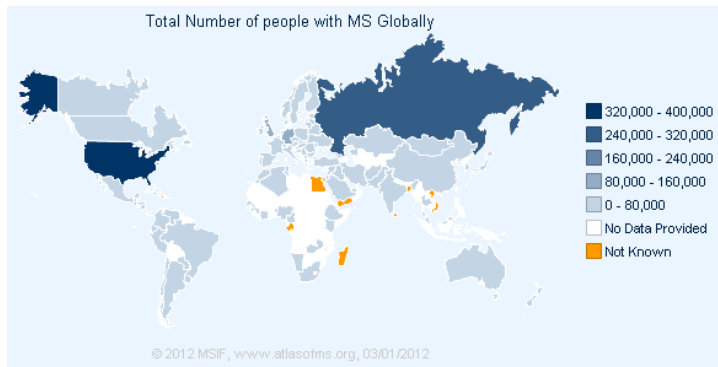 Total Number of people with MS Globally
320,000 - 400,000
240,000 - 320,000
160,000 - 240,000
80,000 - 160,000
0 - 80,000
No Data Provided
Not Known
© 2012 MSIF, www.atlasofms.org, 03/01/2012